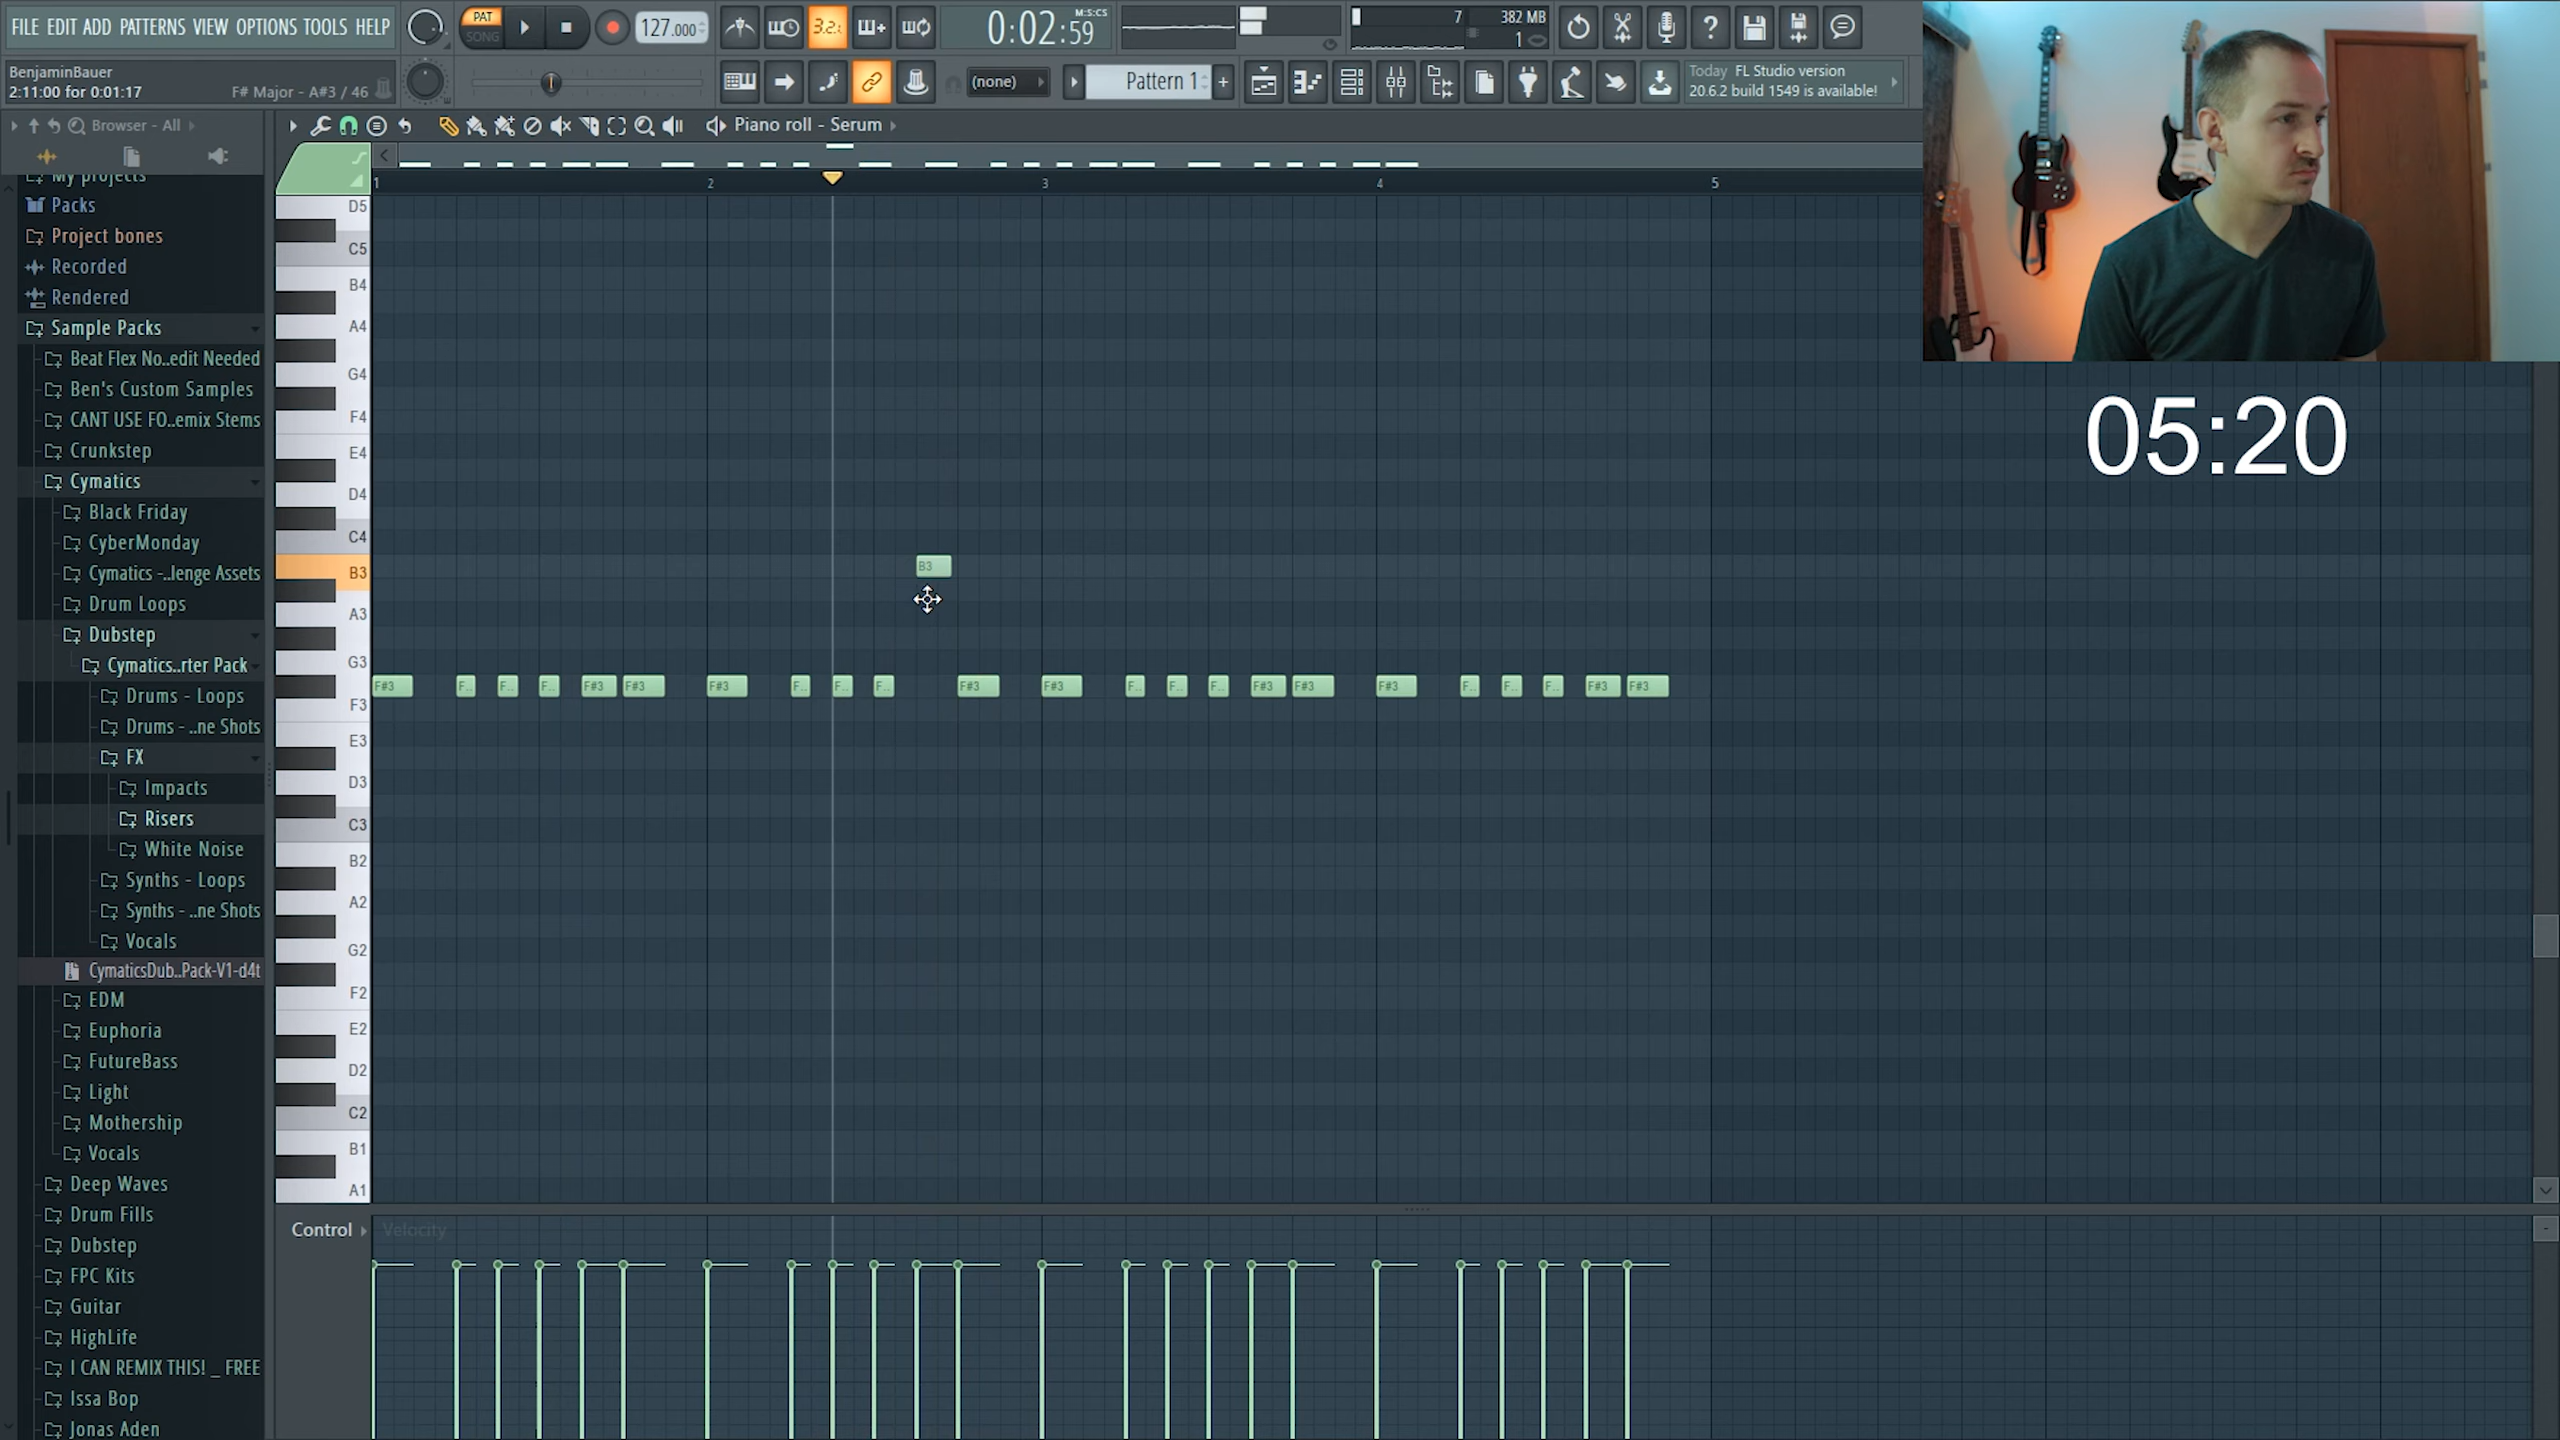 FILE EDIT ADD PATTERNS VIEW OPTIONS TOOLS HELP
PAT
SONG
127.000
3.2.
0:02:59
M:S:CS
7
382 MB
1
BenjaminBauer
2:11:00 for 0:01:17
F# Major - A#3 / 46
(none)
Pattern 1
Today FL Studio version
20.6.2 build 1549 is available!
Browser - All
Piano roll - Serum
05:20
My projects
Packs
Project bones
Recorded
Rendered
Sample Packs
Beat Flex No..edit Needed
Ben's Custom Samples
CANT USE FO..emix Stems
Crunkstep
Cymatics
Black Friday
CyberMonday
Cymatics -..lenge Assets
Drum Loops
Dubstep
Cymatics..rter Pack
Drums - Loops
Drums - ..ne Shots
FX
Impacts
Risers
White Noise
Synths - Loops
Synths - ..ne Shots
Vocals
CymaticsDub..Pack-V1-d4t
EDM
Euphoria
FutureBass
Light
Mothership
Vocals
Deep Waves
Drum Fills
Dubstep
FPC Kits
Guitar
HighLife
I CAN REMIX THIS! _ FREE
Issa Bop
Jonas Aden
1 2 3 4 5
D5
C5
B4
A4
G4
F4
E4
D4
C4
B3 B3
A3
G3
F#3 F.. F.. F.. F#3 F#3 F#3 F.. F.. F.. F#3 F#3 F.. F.. F.. F#3 F#3 F#3 F.. F.. F.. F#3 F#3
F3
E3
D3
C3
B2
A2
G2
F2
E2
D2
C2
B1
A1
Control Velocity